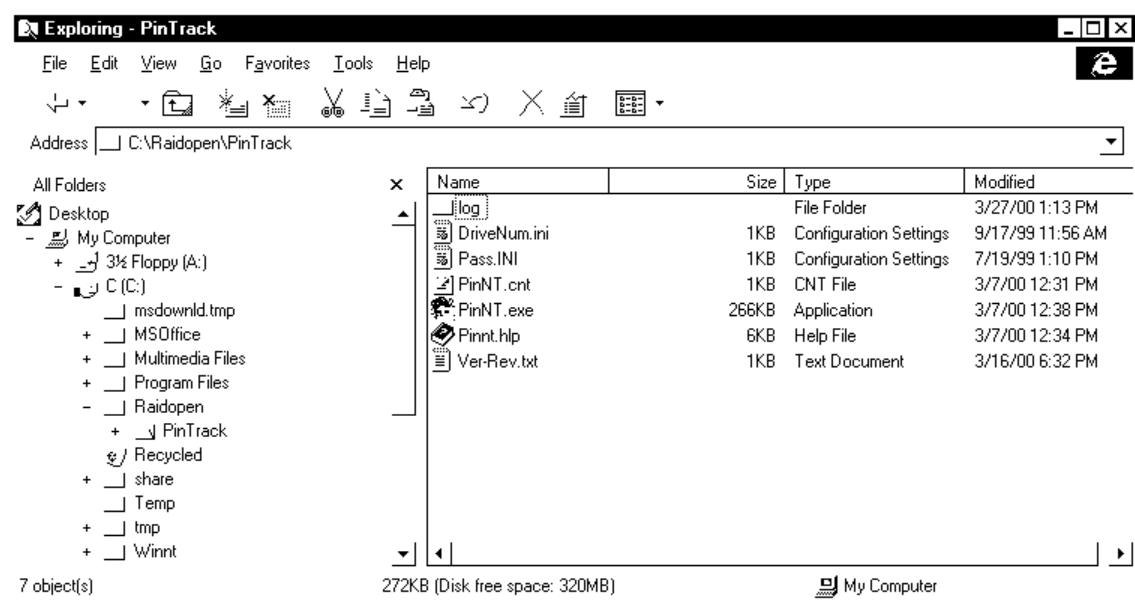 Exploring - PinTrack
File Edit View Go Favorites Tools Help
Address C:\Raidopen\PinTrack
All Folders
Desktop
My Computer
3½ Floppy (A:)
C (C:)
msdownld.tmp
MSOffice
Multimedia Files
Program Files
Raidopen
PinTrack
Recycled
share
Temp
tmp
Winnt
Name Size Type Modified
log File Folder 3/27/00 1:13 PM
DriveNum.ini 1KB Configuration Settings 9/17/99 11:56 AM
Pass.INI 1KB Configuration Settings 7/19/99 1:10 PM
PinNT.cnt 1KB CNT File 3/7/00 12:31 PM
PinNT.exe 266KB Application 3/7/00 12:38 PM
Pinnt.hlp 6KB Help File 3/7/00 12:34 PM
Ver-Rev.txt 1KB Text Document 3/16/00 6:32 PM
7 object(s) 272KB (Disk free space: 320MB) My Computer